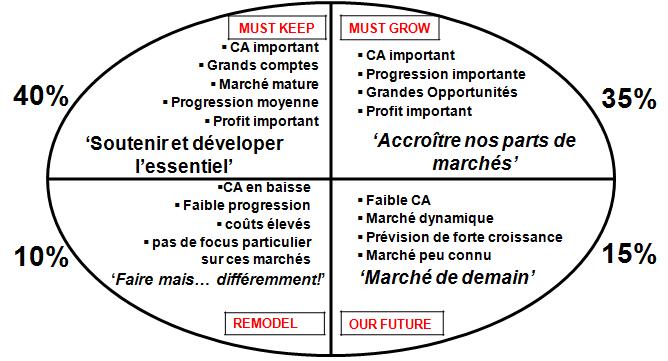 MUST KEEP
▪ CA important
▪ Grands comptes
▪ Marché mature
▪ Progression moyenne
▪ Profit important
40%
‘Soutenir et développer
l’essentiel’
MUST GROW
▪ CA important
▪ Progression importante
▪ Grandes Opportunités
▪ Profit important
35%
‘Accroître nos parts de
marchés’
▪CA en baisse
▪ Faible progression
▪ coûts élevés
▪ pas de focus particulier
sur ces marchés
10%
‘Faire mais… différemment!’
REMODEL
▪ Faible CA
▪ Marché dynamique
▪ Prévision de forte croissance
▪ Marché peu connu
15%
‘Marché de demain’
OUR FUTURE